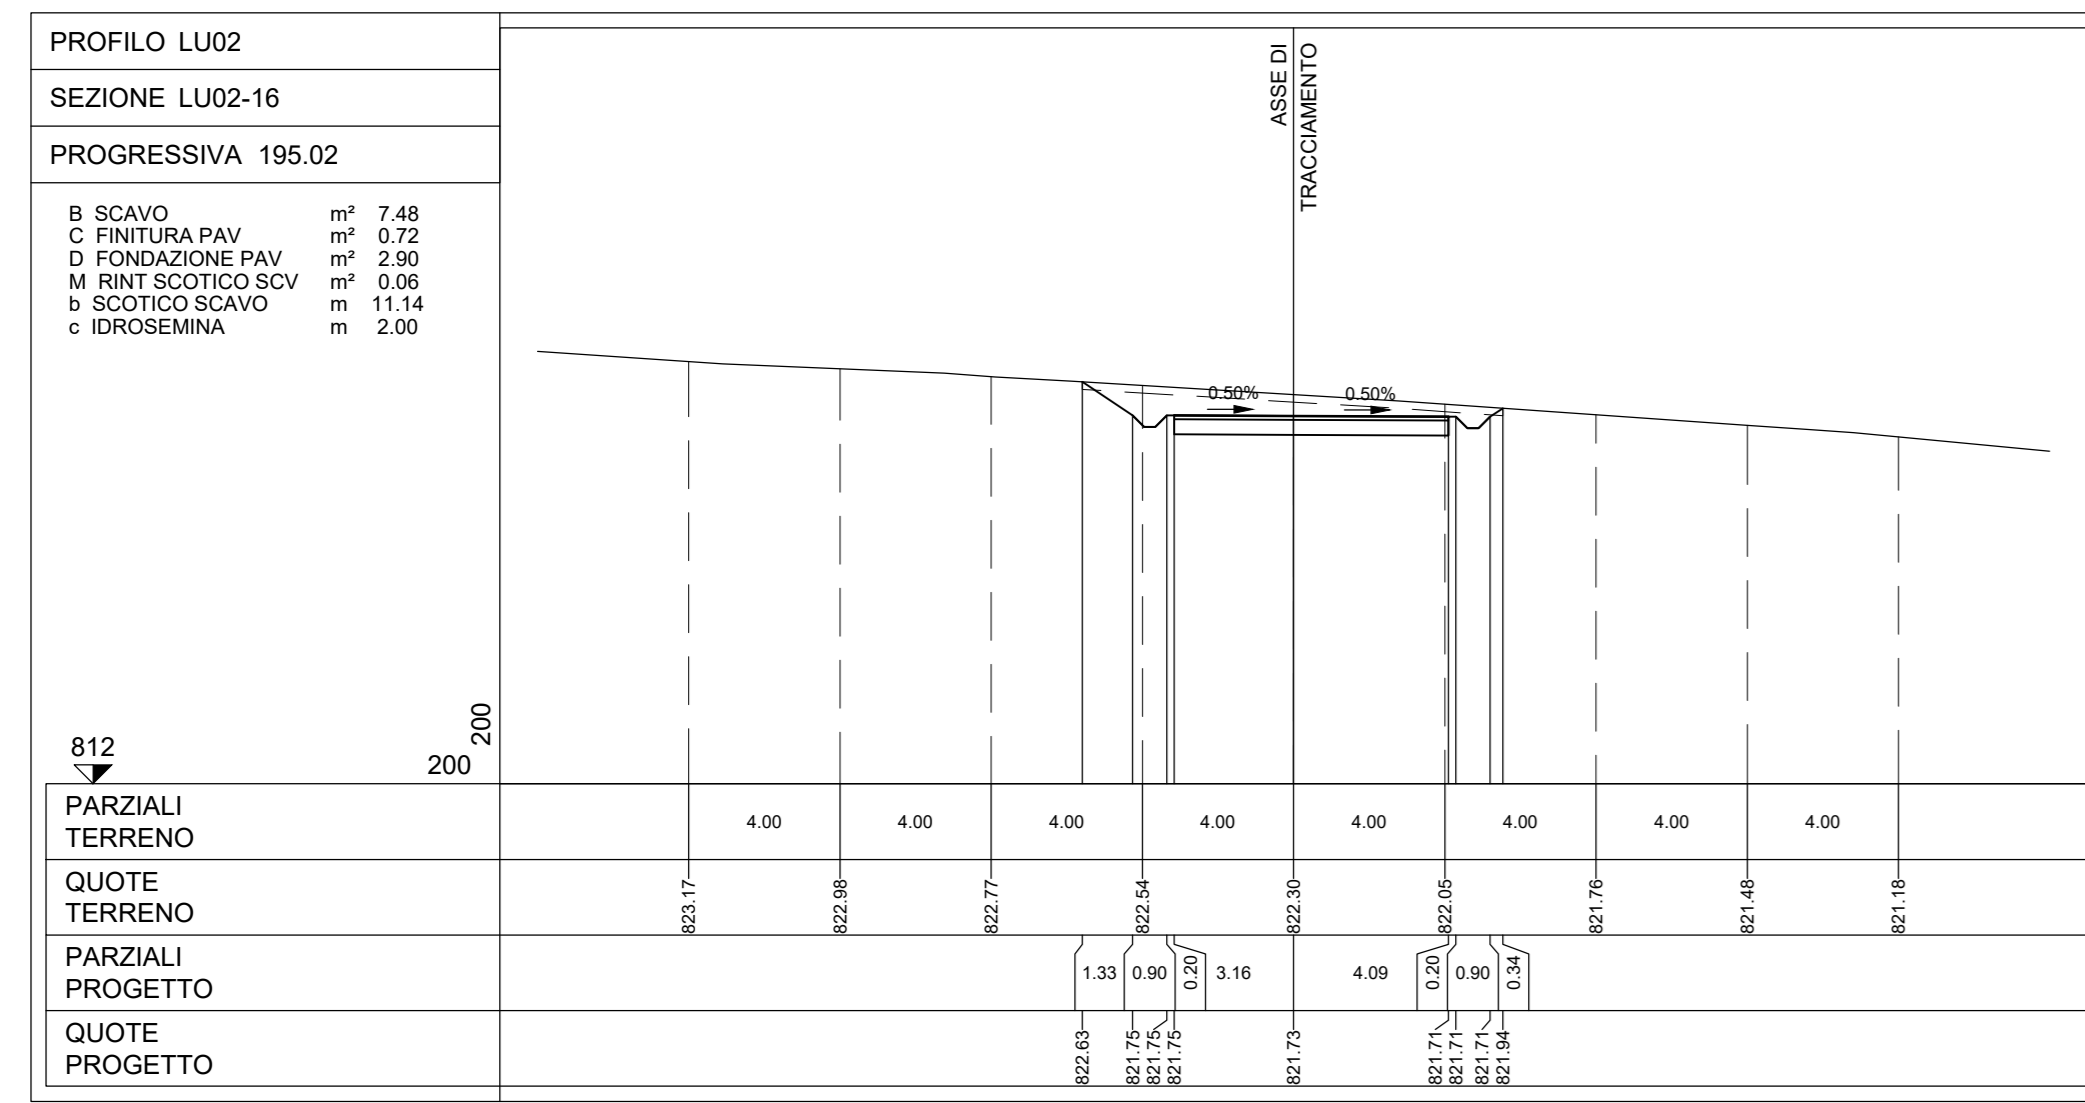 PROFILO LU02
SEZIONE LU02-16
PROGRESSIVA 195.02
B SCAVO m² 7.48
C FINITURA PAV m² 0.72
D FONDAZIONE PAV m² 2.90
M RINT SCOTICO SCV m² 0.06
b SCOTICO SCAVO m 11.14
c IDROSEMINA m 2.00
ASSE DI
TRACCIAMENTO
0.50% 0.50%
812
200
200
PARZIALI
TERRENO
4.00 4.00 4.00 4.00 4.00 4.00 4.00 4.00
QUOTE
TERRENO
823.17 822.98 822.77 822.54 822.30 822.05 821.76 821.48 821.18
PARZIALI
PROGETTO
1.33 0.90 0.20 3.16 4.09 0.20 0.90 0.34
QUOTE
PROGETTO
822.63 821.75 821.75 821.75 821.73 821.71 821.71 821.71 821.94